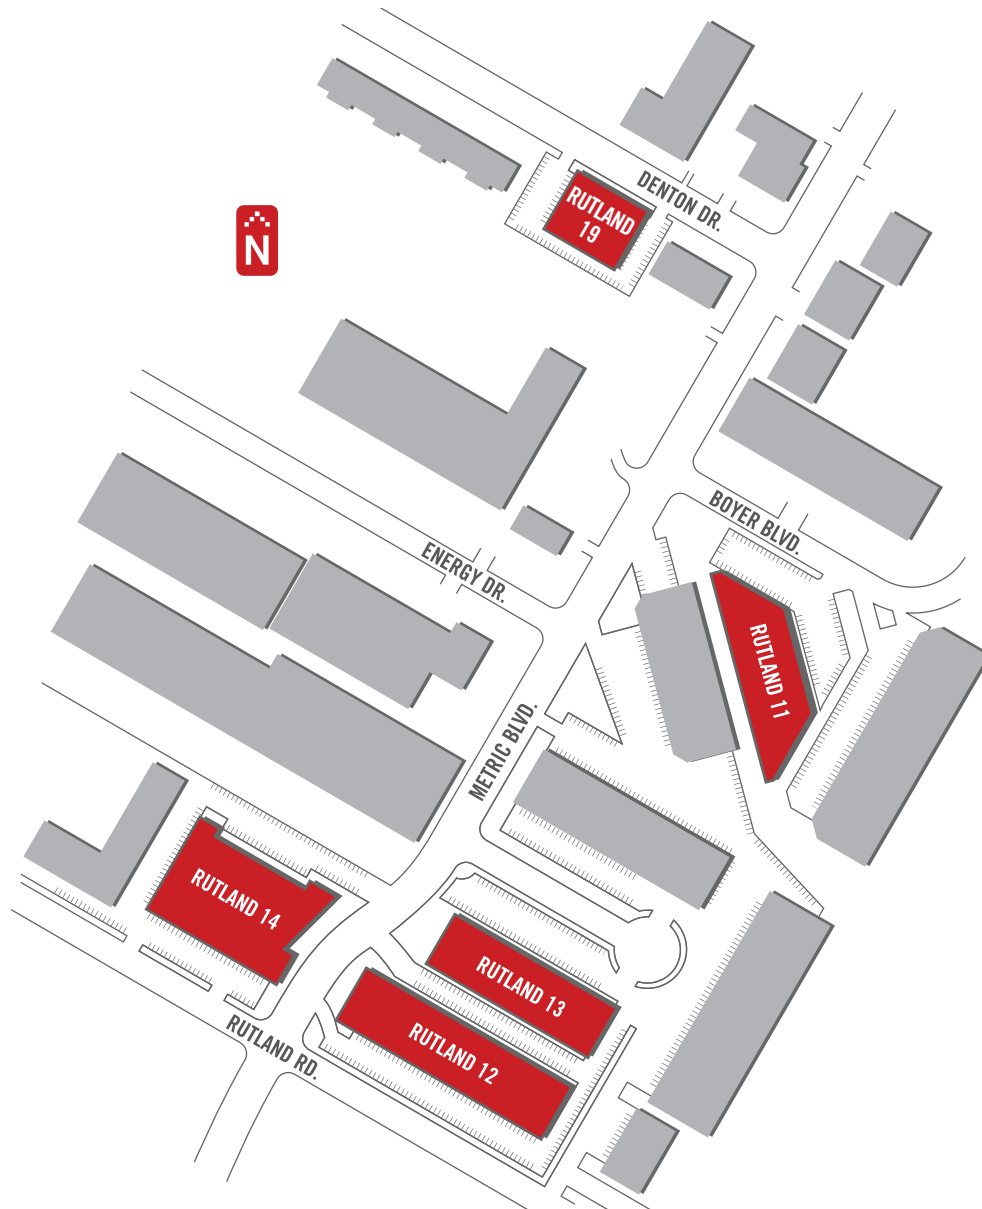 DENTON DR.
RUTLAND
19
N
BOYER BLVD.
ENERGY DR.
RUTLAND 11
METRIC BLVD.
RUTLAND 14
RUTLAND 13
RUTLAND 12
RUTLAND RD.